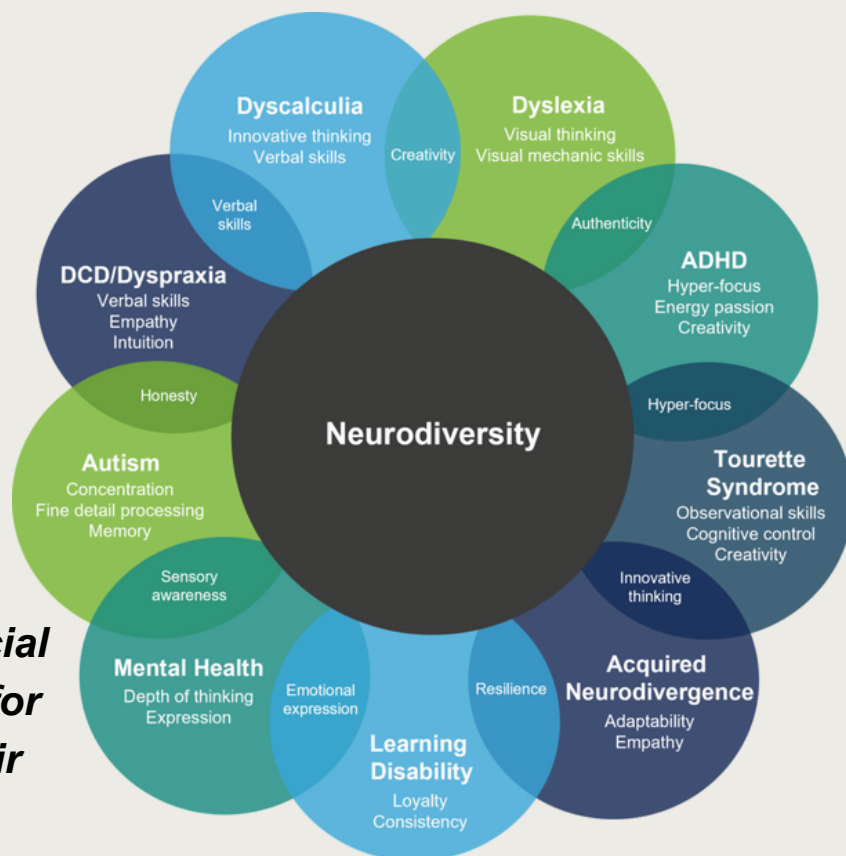 Dyscalculia
Innovative thinking
Verbal skills
Creativity
Dyslexia
Visual thinking
Visual mechanic skills
Authenticity
ADHD
Hyper-focus
Energy passion
Creativity
Hyper-focus
Tourette
Syndrome
Observational skills
Cognitive control
Creativity
Innovative
thinking
Acquired
Neurodivergence
Adaptability
Empathy
Resilience
Learning
Disability
Loyalty
Consistency
Emotional
expression
Mental Health
Depth of thinking
Expression
Sensory
awareness
Autism
Concentration
Fine detail processing
Memory
Honesty
DCD/Dyspraxia
Verbal skills
Empathy
Intuition
Verbal
skills
Neurodiversity
for